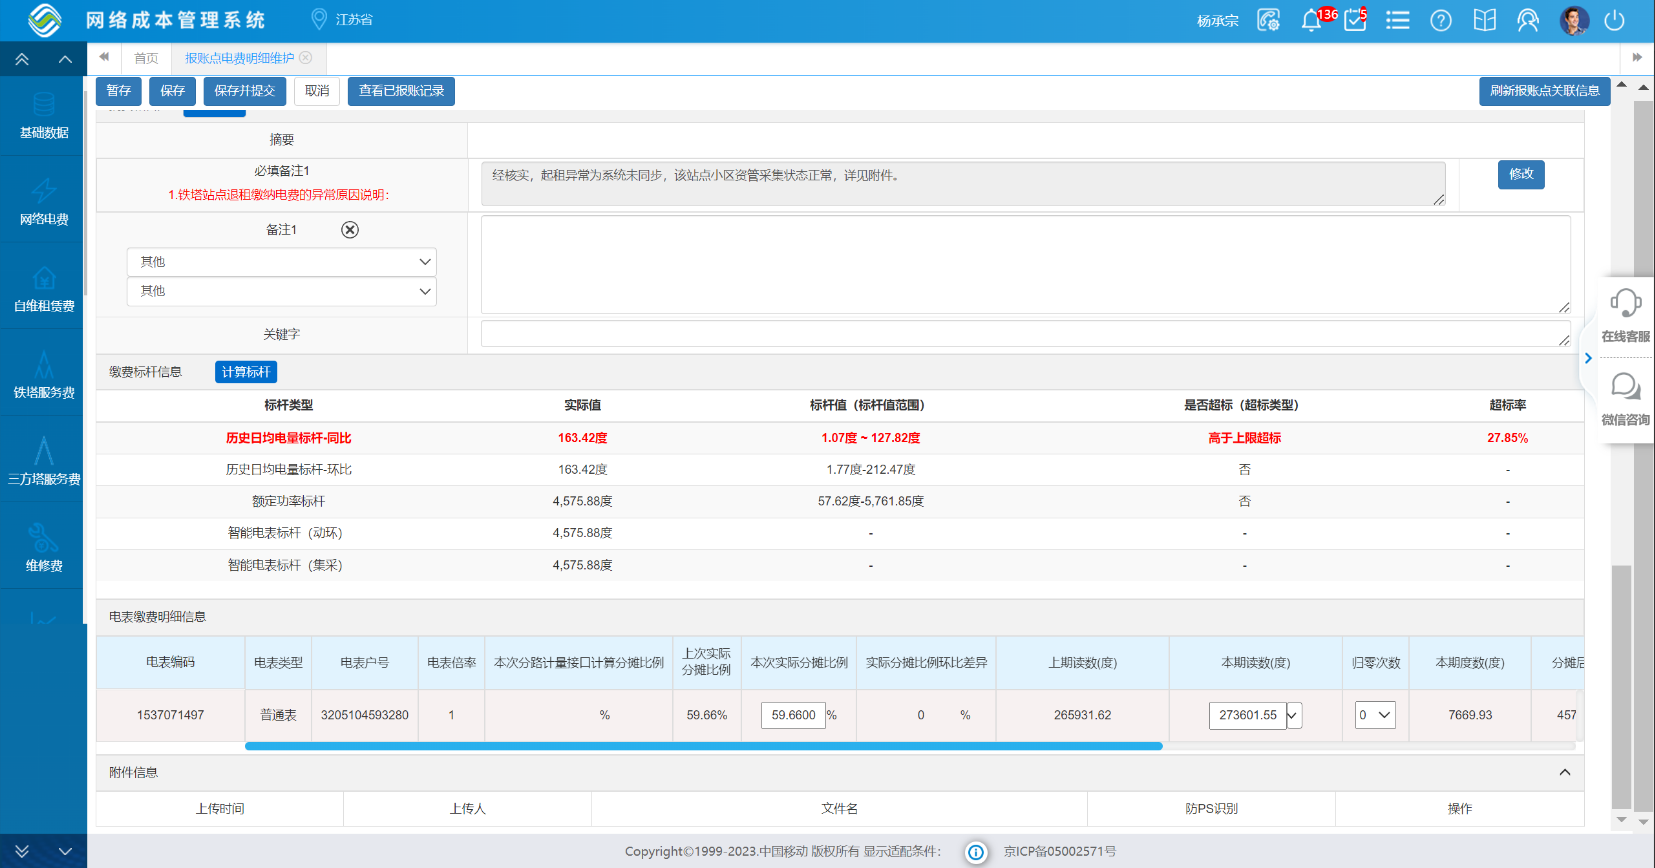 网络成本管理系统
江苏省
杨承宗
136
5
首页
报账点电费明细维护
暂存
保存
保存并提交
取消
查看已报账记录
刷新报账点关联信息
基础数据
网络电费
自维租赁费
铁塔服务费
三方塔服务费
维修费
摘要
必填备注1
1.铁塔站点退租缴纳电费的异常原因说明:
经核实，起租异常为系统未同步，该站点小区资管采集状态正常，详见附件。
修改
备注1
其他
其他
关键字
在线客服
微信咨询
缴费标杆信息
计算标杆
标杆类型 实际值 标杆值（标杆值范围） 是否超标（超标类型） 超标率
历史日均电量标杆-同比 163.42度 1.07度 ~ 127.82度 高于上限超标 27.85%
历史日均电量标杆-环比 163.42度 1.77度-212.47度 否 -
额定功率标杆 4,575.88度 57.62度-5,761.85度 否 -
智能电表标杆（动环） 4,575.88度 - - -
智能电表标杆（集采） 4,575.88度 - - -
电表缴费明细信息
电表编码 电表类型 电表户号 电表倍率 本次分路计量接口计算分摊比例 上次实际分摊比例 本次实际分摊比例 实际分摊比例环比差异 上期读数(度) 本期读数(度) 归零次数 本期度数(度) 分摊后
1537071497 普通表 3205104593280 1 % 59.66% 59.6600 % 0 % 265931.62 273601.55 0 7669.93 457
附件信息
上传时间 上传人 文件名 防PS识别 操作
Copyright©1999-2023.中国移动 版权所有 显示适配条件： 京ICP备05002571号